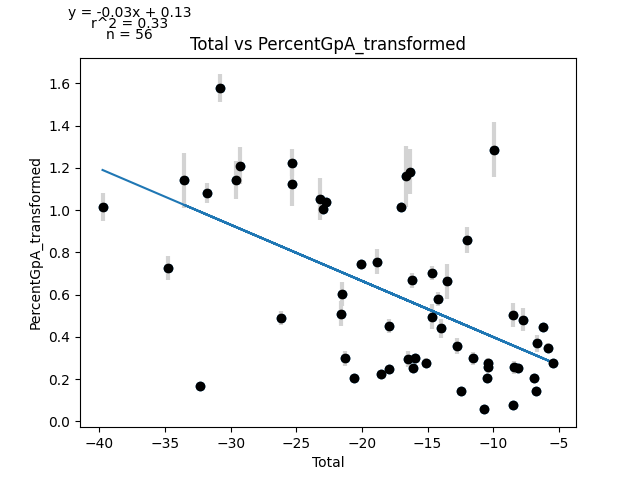 y = -0.03x + 0.13
r^2 = 0.33
n = 56
Total vs PercentGpA_transformed
1.6
1.4
1.2
1.0
0.8
0.6
0.4
0.2
0.0
PercentGpA_transformed
−40
−35
−30
−25
−20
−15
−10
−5
Total